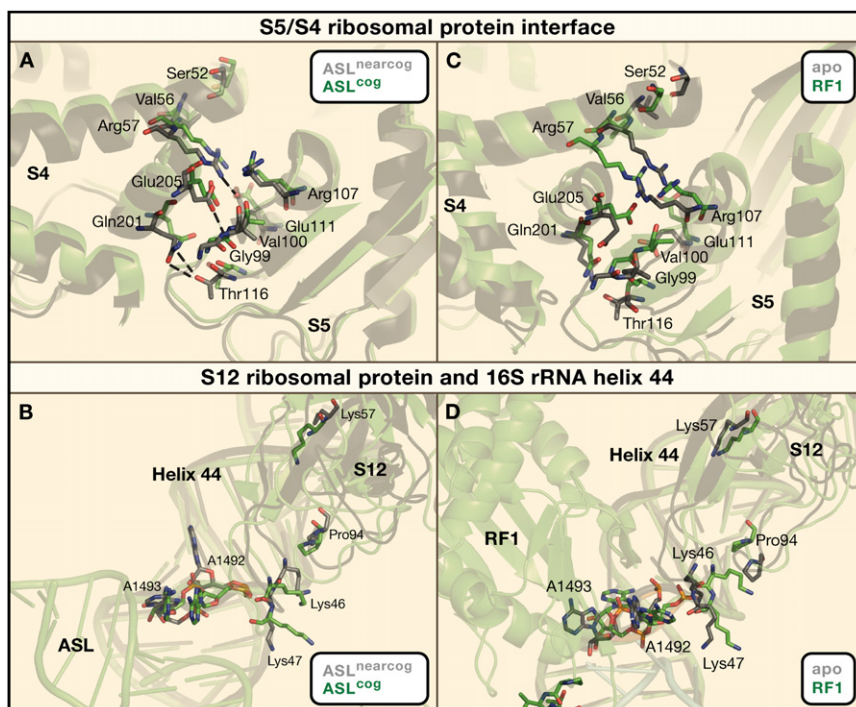 S5/S4 ribosomal protein interface
A
ASLnearcog
ASLcog
Ser52
Val56
Arg57
S4
Glu205
Gln201
Arg107
Glu111
Val100
Gly99
Thr116
S5
C
apo
RF1
Ser52
Val56
Arg57
S4
Glu205
Gln201
Arg107
Glu111
Val100
Gly99
Thr116
S5
S12 ribosomal protein and 16S rRNA helix 44
B
Lys57
Helix 44
S12
Pro94
A1492
A1493
Lys46
ASL
Lys47
ASLnearcog
ASLcog
D
Lys57
Helix 44
S12
RF1
Pro94
Lys46
A1493
A1492
Lys47
apo
RF1